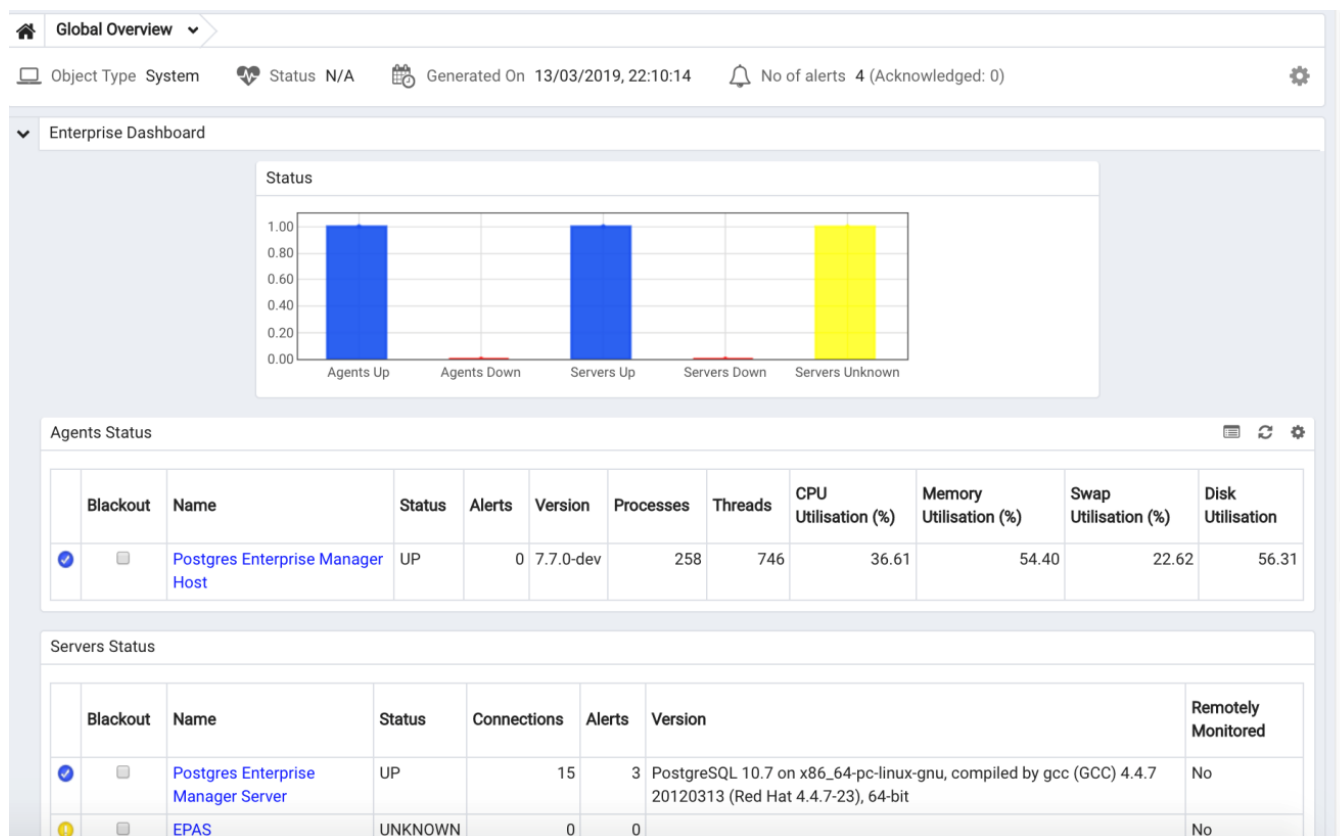 Global Overview
Object Type System Status N/A Generated On 13/03/2019, 22:10:14 No of alerts 4 (Acknowledged: 0)
Enterprise Dashboard
Status
1.00
0.80
0.60
0.40
0.20
0.00
Agents Up Agents Down Servers Up Servers Down Servers Unknown
Agents Status
Blackout Name Status Alerts Version Processes Threads CPU Utilisation (%) Memory Utilisation (%) Swap Utilisation (%) Disk Utilisation
Postgres Enterprise Manager UP 0 7.7.0-dev 258 746 36.61 54.40 22.62 56.31
Host
Servers Status
Blackout Name Status Connections Alerts Version Remotely Monitored
Postgres Enterprise UP 15 3 PostgreSQL 10.7 on x86_64-pc-linux-gnu, compiled by gcc (GCC) 4.4.7 No
Manager Server 20120313 (Red Hat 4.4.7-23), 64-bit
EPAS UNKNOWN 0 0 No